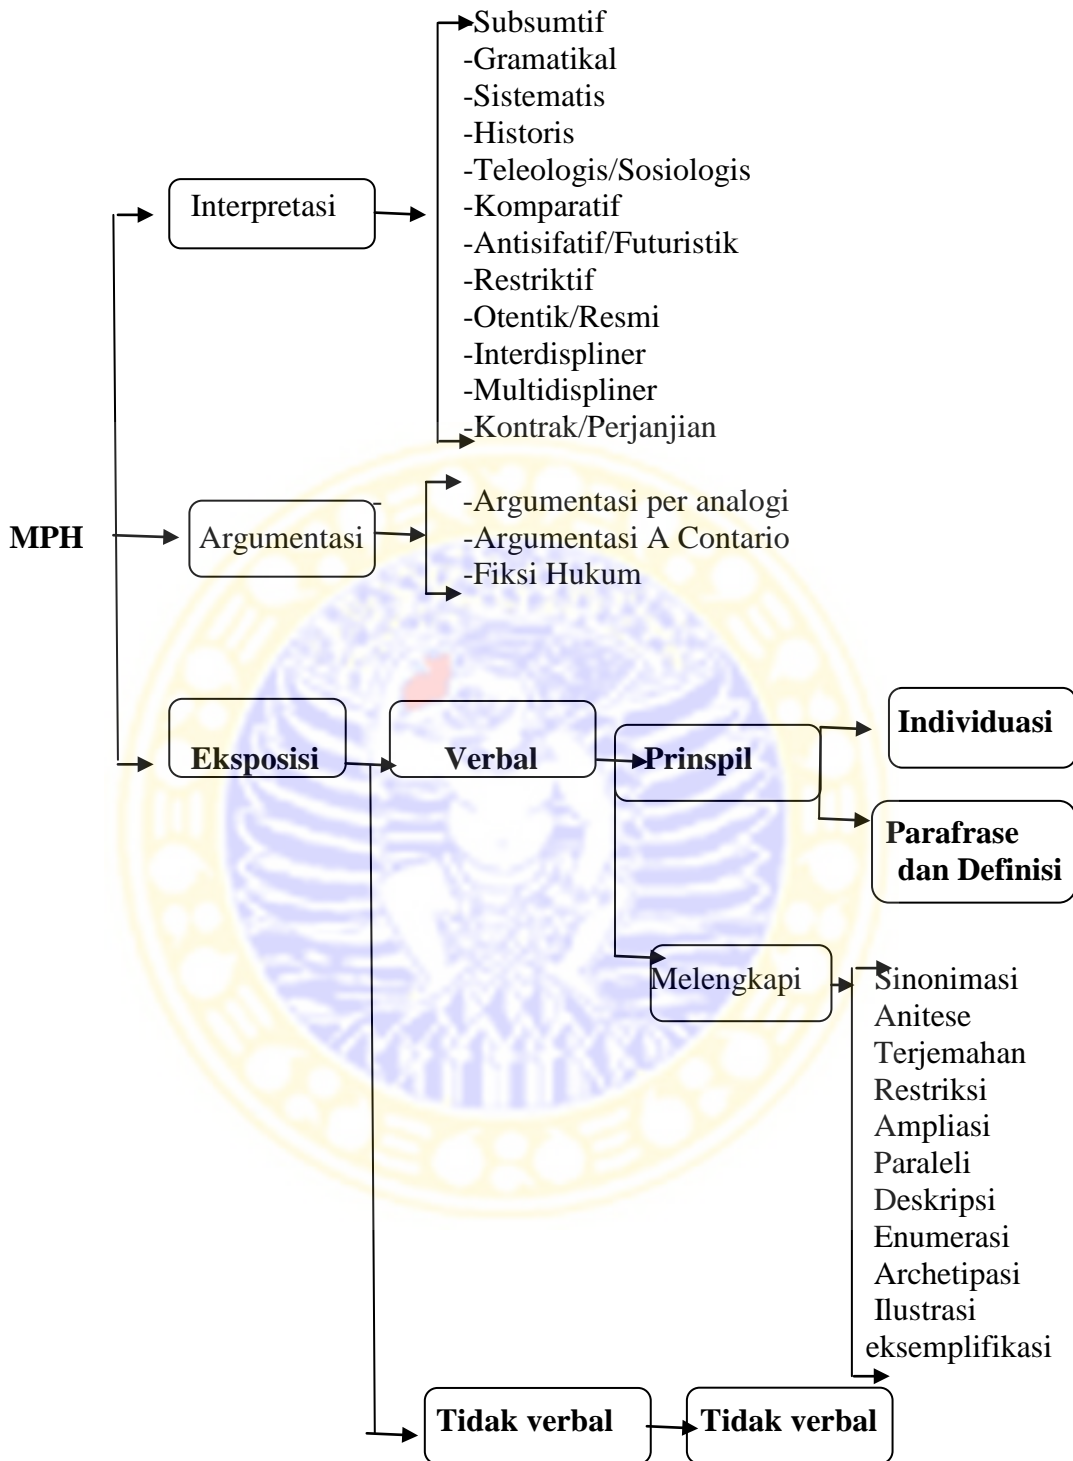 Subsumtif
-Gramatikal
-Sistematis
-Historis
-Teleologis/Sosiologis
Interpretasi
-Komparatif
-Antisifatif/Futuristik
-Restriktif
-Otentik/Resmi
-Interdispliner
-Multidispliner
-Kontrak/Perjanjian
MPH
Argumentasi
-
-Argumentasi per analogi
-Argumentasi A Contario
-Fiksi Hukum
Eksposisi
Verbal
Prinspil
Individuasi
Parafrase
dan Definisi
Melengkapi
Sinonimasi
Anitese
Terjemahan
Restriksi
Ampliasi
Paraleli
Deskripsi
Enumerasi
Archetipasi
Ilustrasi
eksemplifikasi
Tidak verbal
Tidak verbal